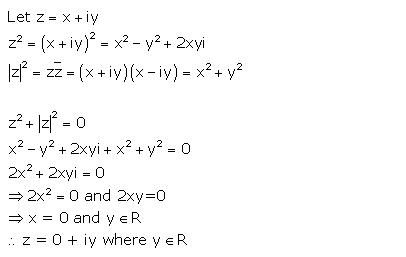 Let z = x + iy
z² = (x + iy)² = x² − y² + 2xyi
|z|² = zz̅ = (x + iy)(x − iy) = x² + y²
z² + |z|² = 0
x² − y² + 2xyi + x² + y² = 0
2x² + 2xyi = 0
⇒ 2x² = 0 and 2xy=0
⇒ x = 0 and y ∈ R
∴ z = 0 + iy where y ∈ R